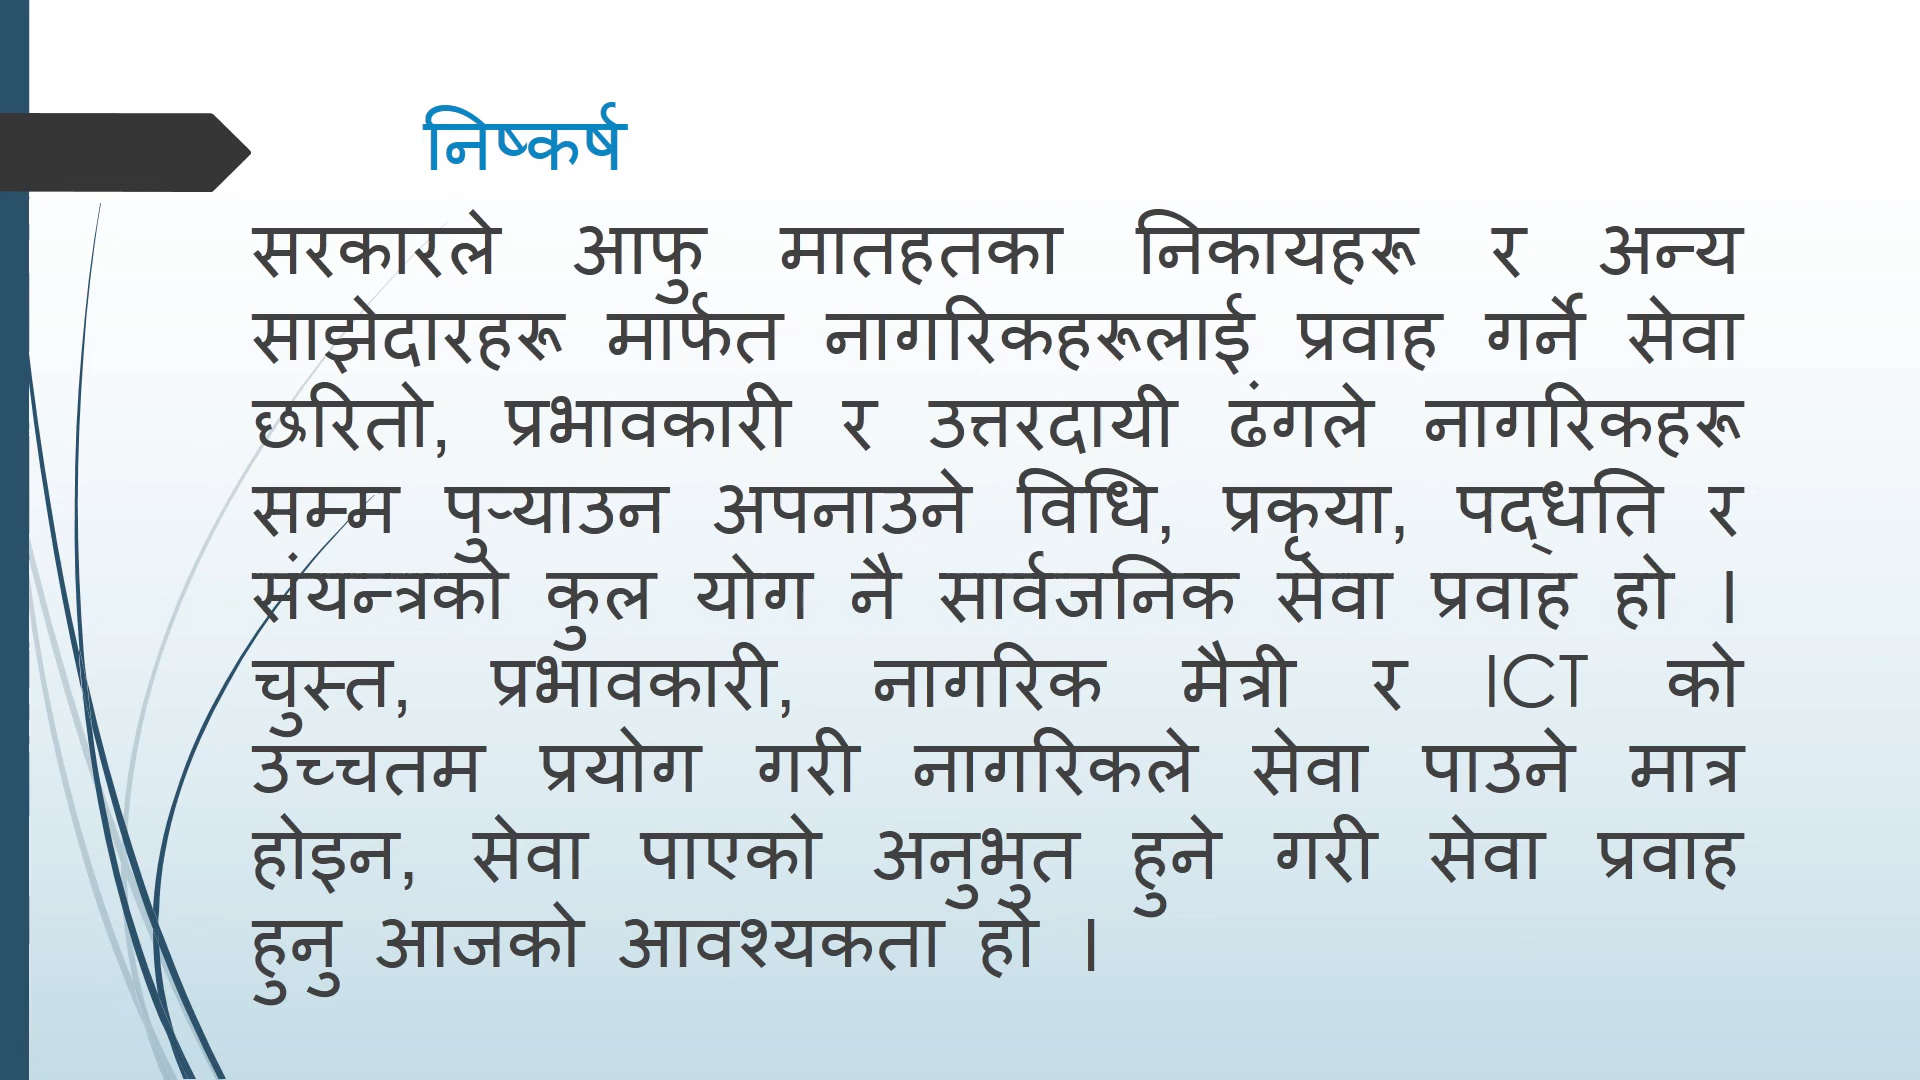 निष्कर्ष
सरकारले आफु मातहतका निकायहरू र अन्य
साझेदारहरू मार्फत नागरिकहरूलाई प्रवाह गर्ने सेवा
छरितो, प्रभावकारी र उत्तरदायी ढंगले नागरिकहरू
सम्म पुर्‍याउन अपनाउने विधि, प्रकृया, पद्धति र
संयन्त्रको कुल योग नै सार्वजनिक सेवा प्रवाह हो ।
चुस्त, प्रभावकारी, नागरिक मैत्री र ICT को
उच्चतम प्रयोग गरी नागरिकले सेवा पाउने मात्र
होइन, सेवा पाएको अनुभुत हुने गरी सेवा प्रवाह
हुनु आजको आवश्यकता हो ।